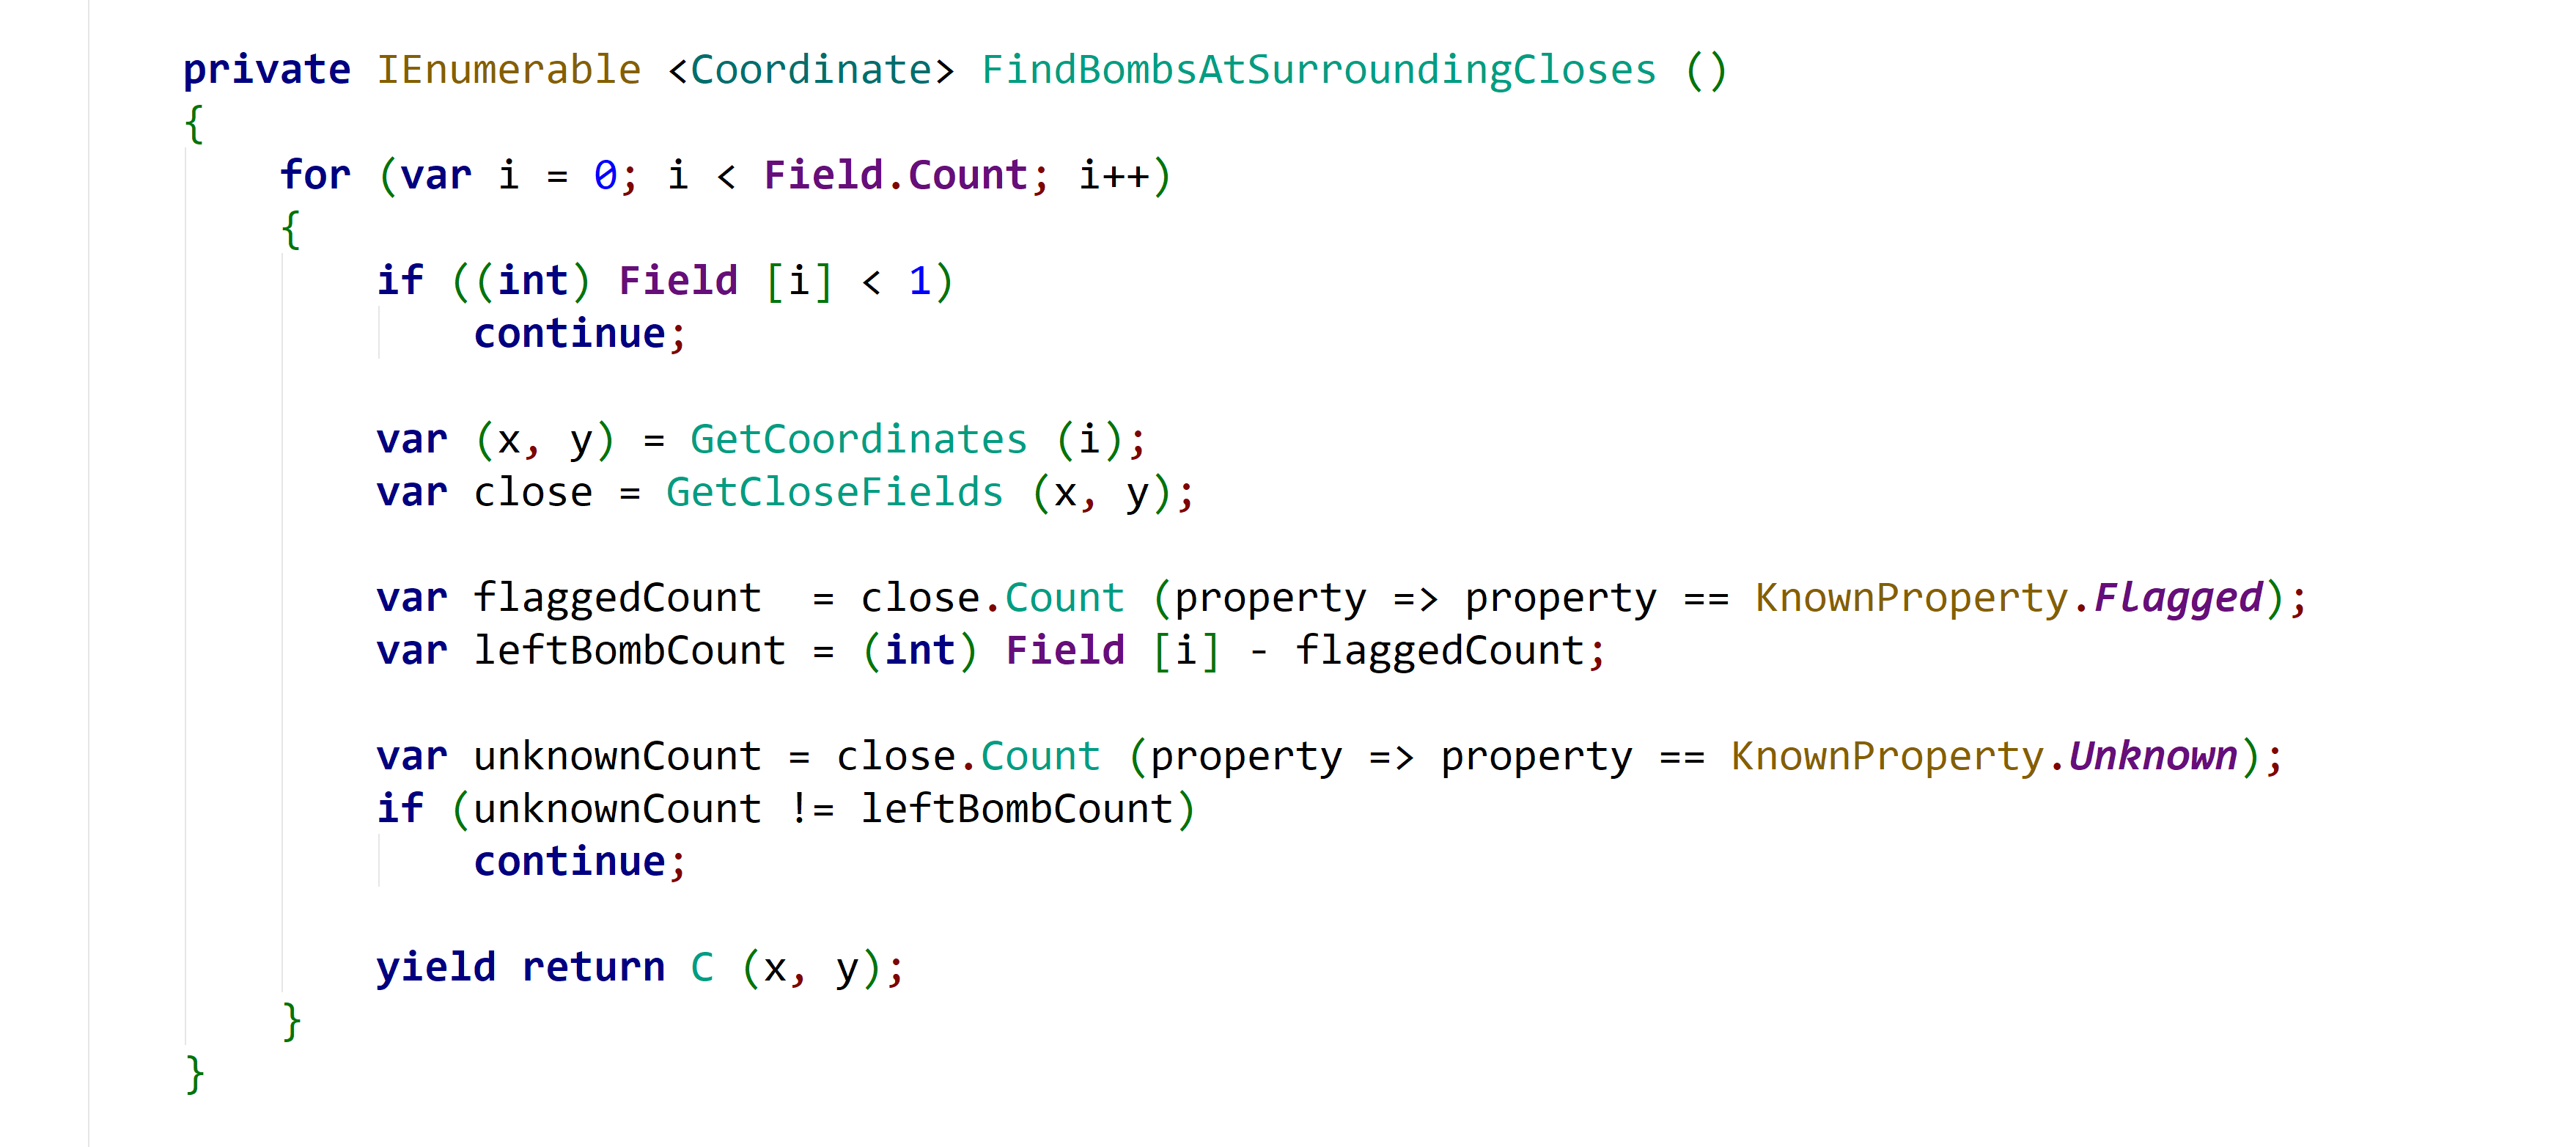 private IEnumerable <Coordinate> FindBombsAtSurroundingCloses ()
{
    for (var i = 0; i < Field.Count; i++)
    {
        if ((int) Field [i] < 1)
            continue;

        var (x, y) = GetCoordinates (i);
        var close = GetCloseFields (x, y);

        var flaggedCount  = close.Count (property => property == KnownProperty.Flagged);
        var leftBombCount = (int) Field [i] - flaggedCount;

        var unknownCount = close.Count (property => property == KnownProperty.Unknown);
        if (unknownCount != leftBombCount)
            continue;

        yield return C (x, y);
    }
}